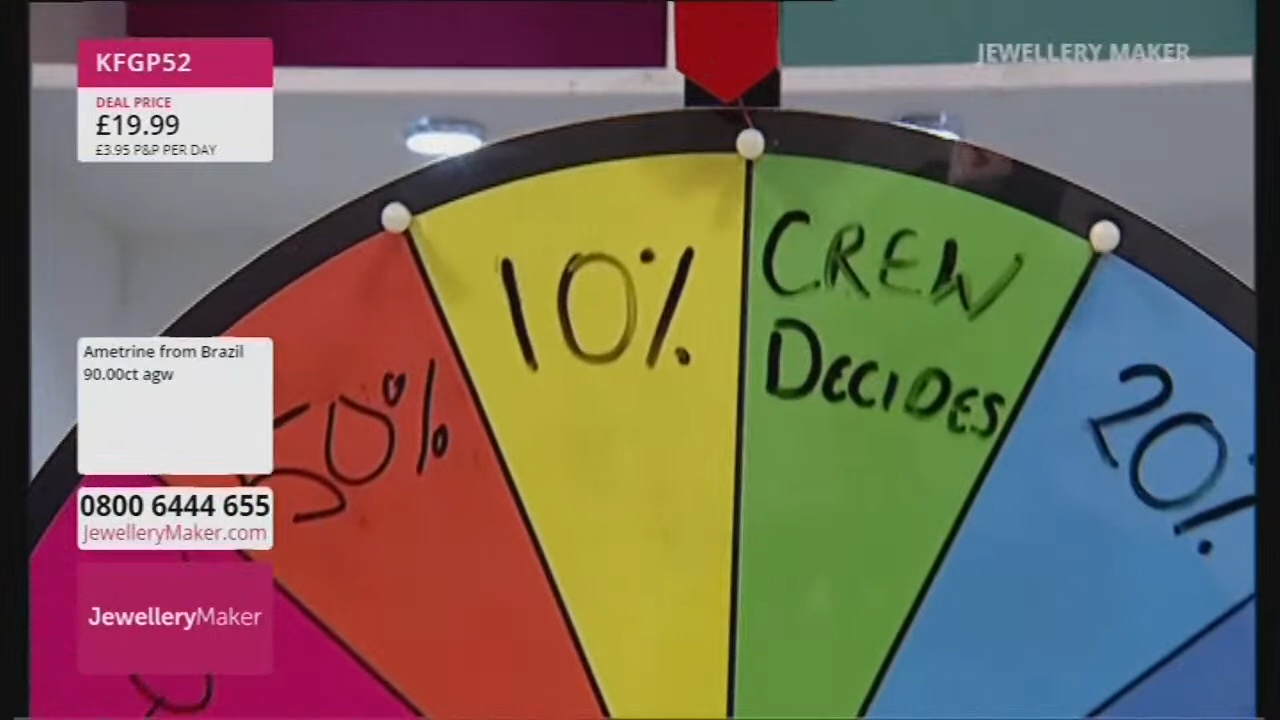 KFGP52
DEAL PRICE
£19.99
£3.95 P&P PER DAY
JEWELLERY MAKER
10%
CREW
DECIDES
50%
20%
Ametrine from Brazil
90.00ct agw
0800 6444 655
JewelleryMaker.com
JewelleryMaker